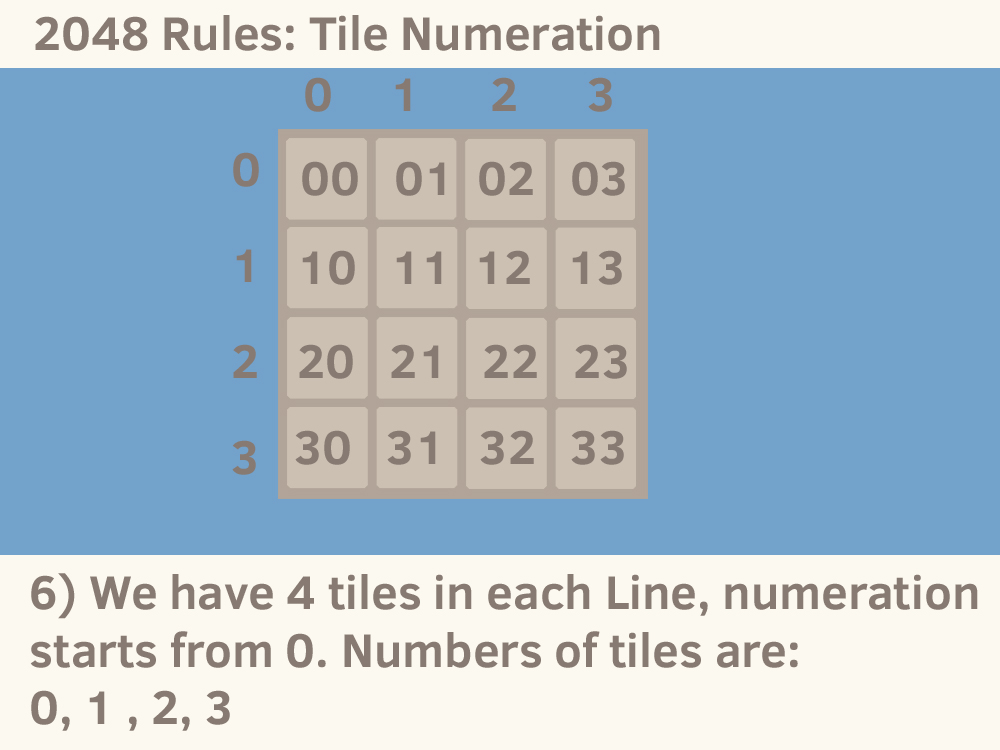 2048 Rules: Tile Numeration
0 1 2 3
0 00 01 02 03
1 10 11 12 13
2 20 21 22 23
3 30 31 32 33
6) We have 4 tiles in each Line, numeration
starts from 0. Numbers of tiles are:
0, 1 , 2, 3